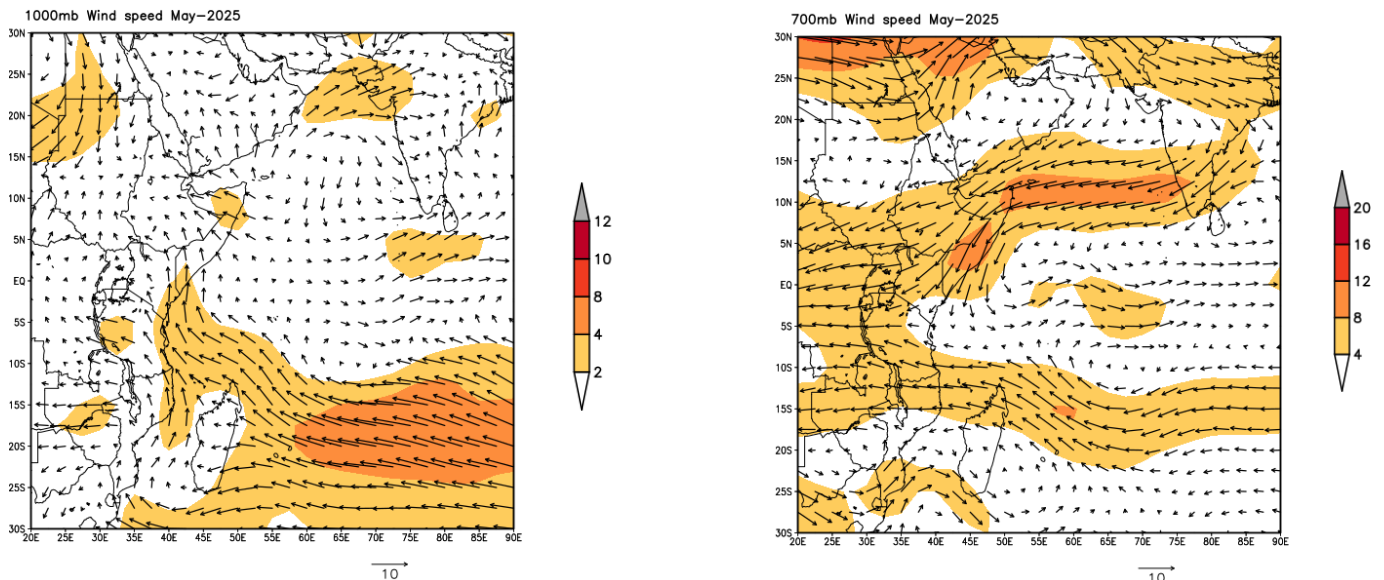 1000mb Wind speed May-2025
30N
25N
20N
15N
10N
5N
EQ
5S
10S
15S
20S
25S
30S
20E 25E 30E 35E 40E 45E 50E 55E 60E 65E 70E 75E 80E 85E 90E
10
12
10
8
4
2
700mb Wind speed May-2025
30N
25N
20N
15N
10N
5N
EQ
5S
10S
15S
20S
25S
30S
20E 25E 30E 35E 40E 45E 50E 55E 60E 65E 70E 75E 80E 85E 90E
10
20
16
12
8
4